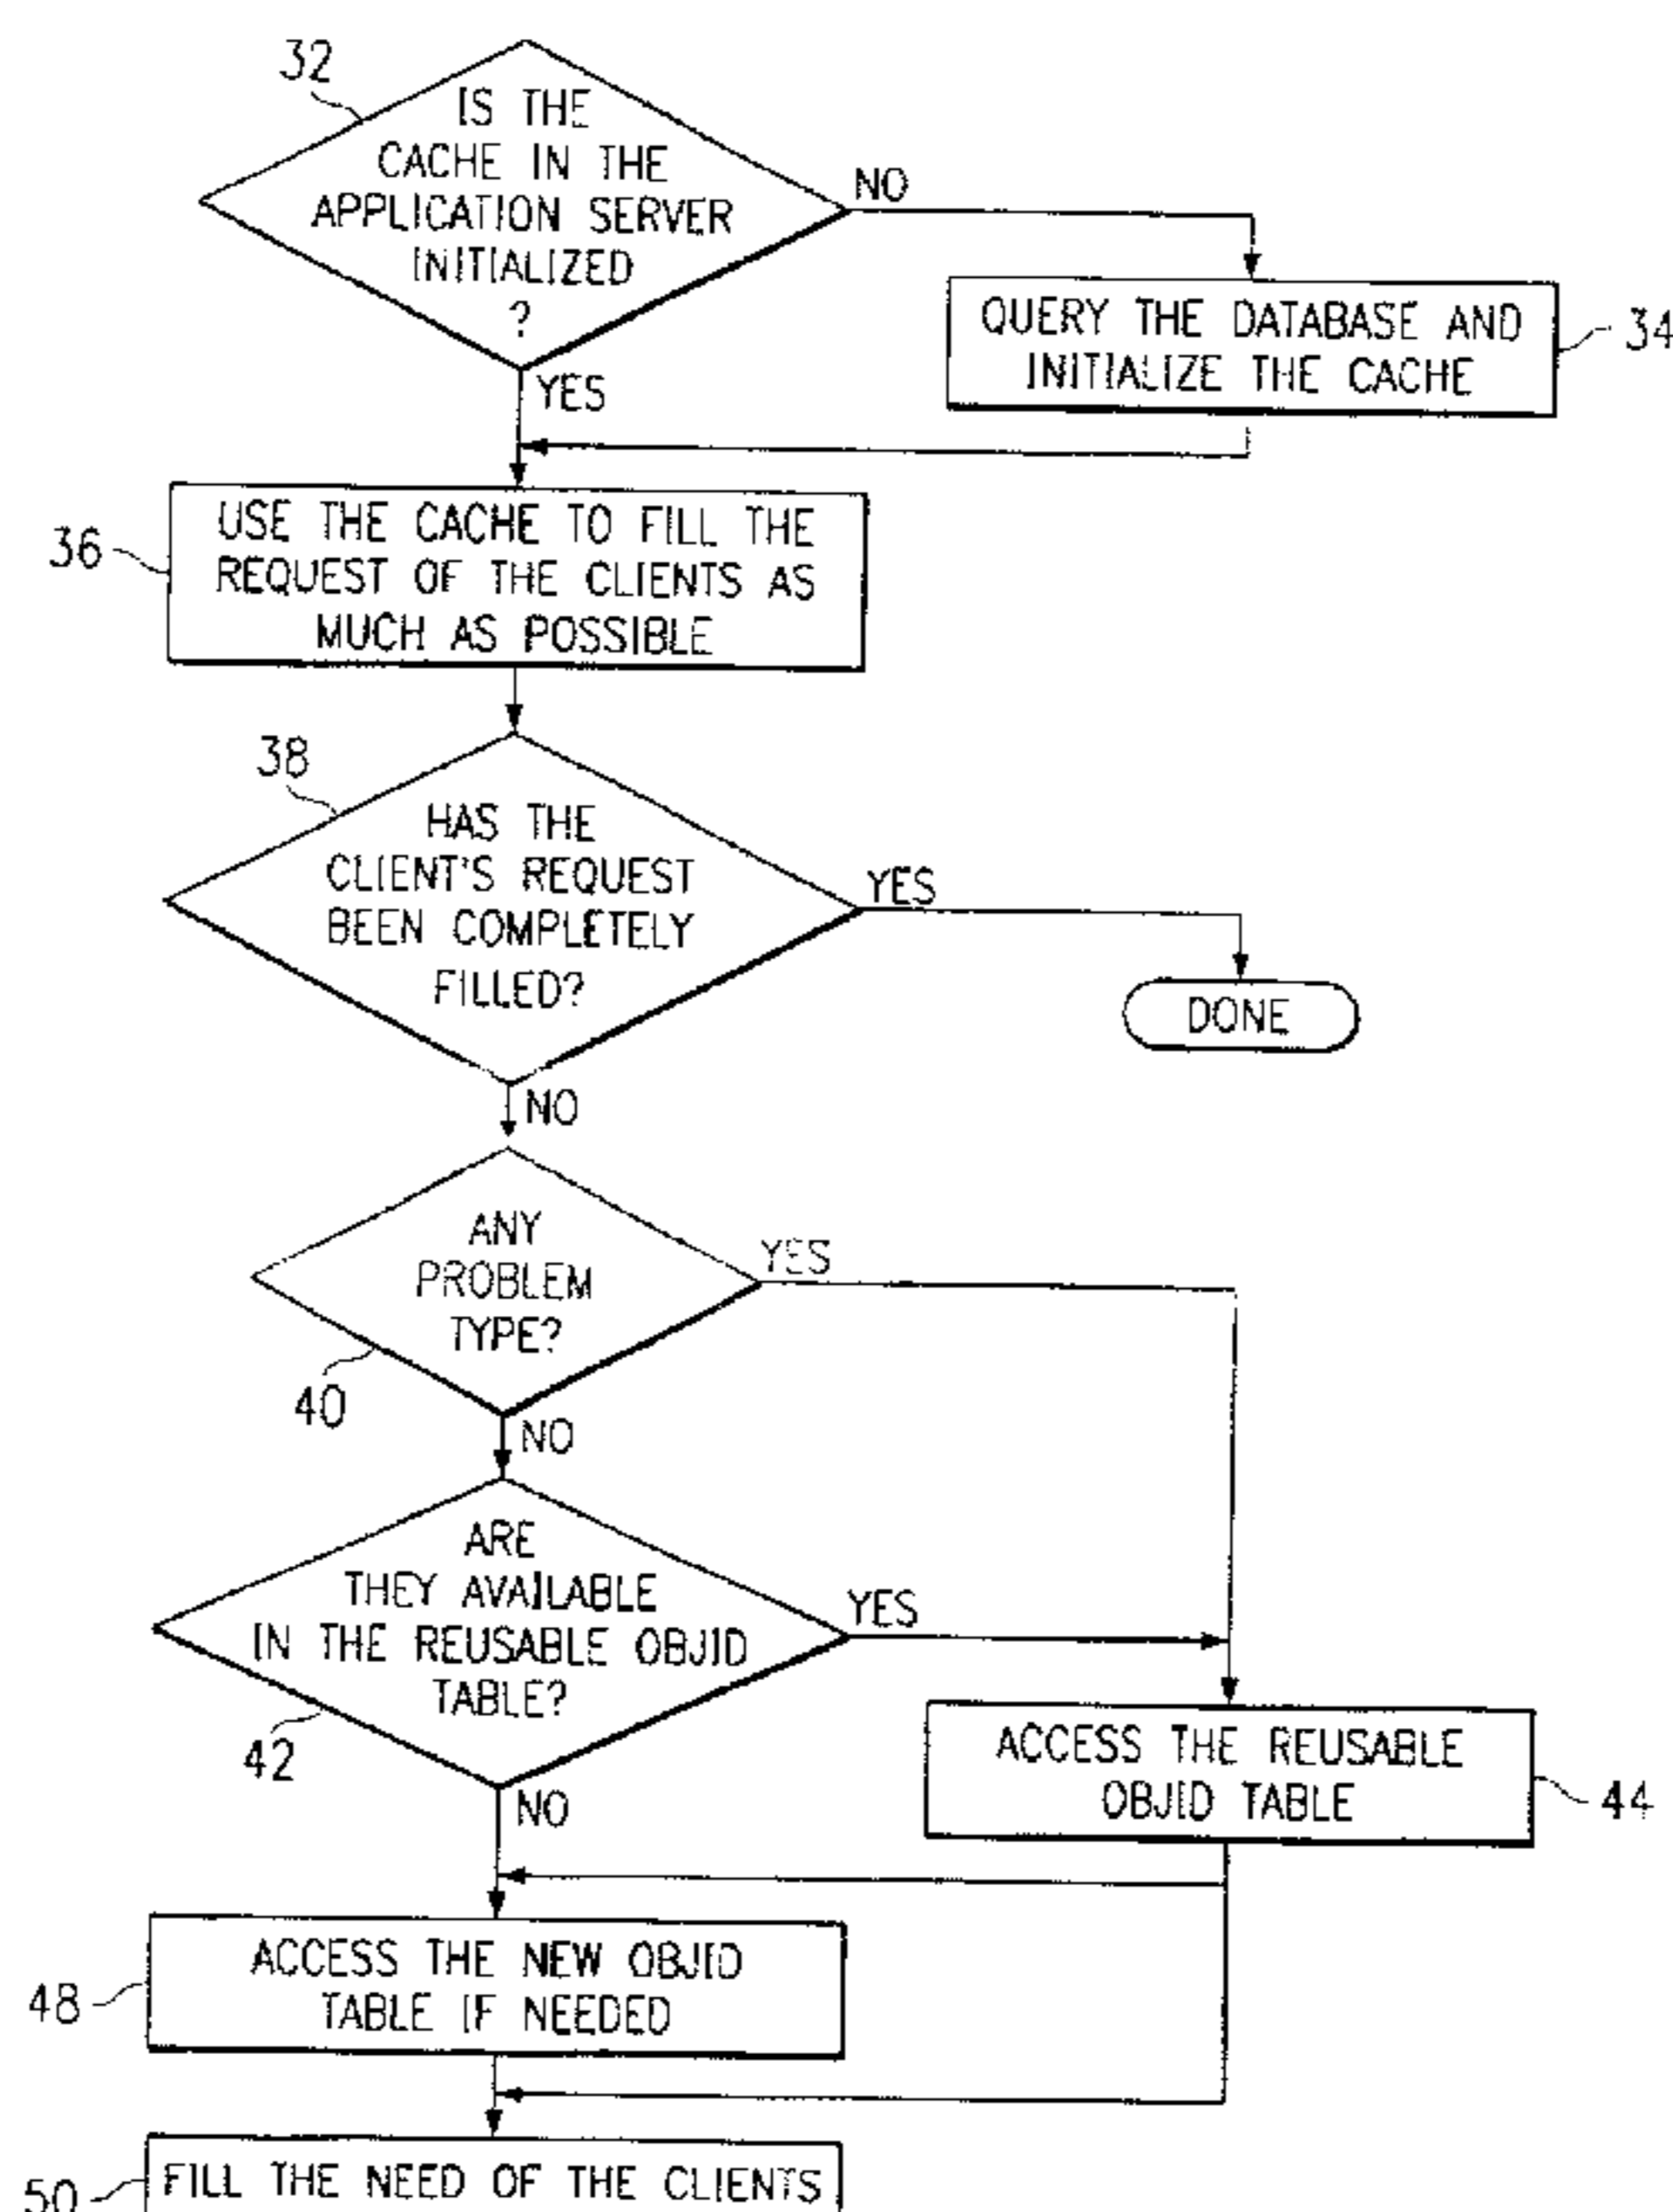 32
IS THE
CACHE IN THE
APPLICATION SERVER
INITIALIZED
?
NO
QUERY THE DATABASE AND
INITIALIZE THE CACHE
34
YES
36
USE THE CACHE TO FILL THE
REQUEST OF THE CLIENTS AS
MUCH AS POSSIBLE
38
HAS THE
CLIENT'S REQUEST
BEEN COMPLETELY
FILLED?
YES
DONE
NO
ANY
PROBLEM
TYPE?
YES
40
NO
ARE
THEY AVAILABLE
IN THE REUSABLE OBJID
TABLE?
YES
42
NO
ACCESS THE REUSABLE
OBJID TABLE
44
48
ACCESS THE NEW OBJID
TABLE IF NEEDED
50
FILL THE NEED OF THE CLIENTS